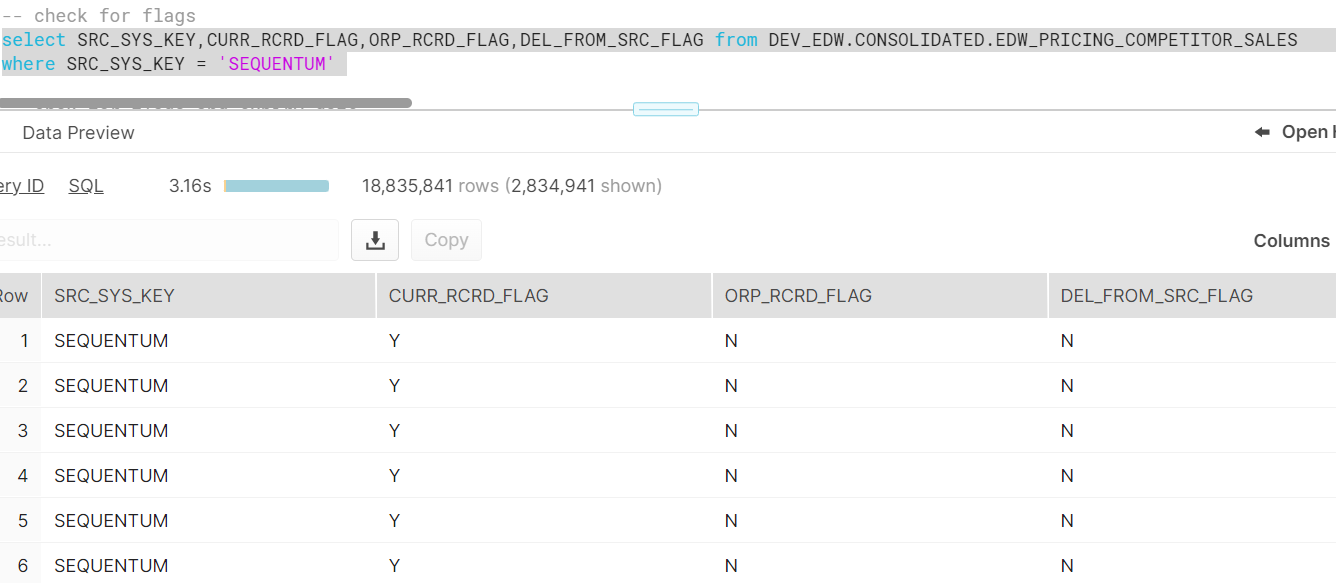 -- check for flags
select SRC_SYS_KEY,CURR_RCRD_FLAG,ORP_RCRD_FLAG,DEL_FROM_SRC_FLAG from DEV_EDW.CONSOLIDATED.EDW_PRICING_COMPETITOR_SALES
where SRC_SYS_KEY = 'SEQUENTUM'
Data Preview Open
ery ID SQL 3.16s 18,835,841 rows (2,834,941 shown)
esult... Copy Columns
Row SRC_SYS_KEY CURR_RCRD_FLAG ORP_RCRD_FLAG DEL_FROM_SRC_FLAG
1 SEQUENTUM Y N N
2 SEQUENTUM Y N N
3 SEQUENTUM Y N N
4 SEQUENTUM Y N N
5 SEQUENTUM Y N N
6 SEQUENTUM Y N N